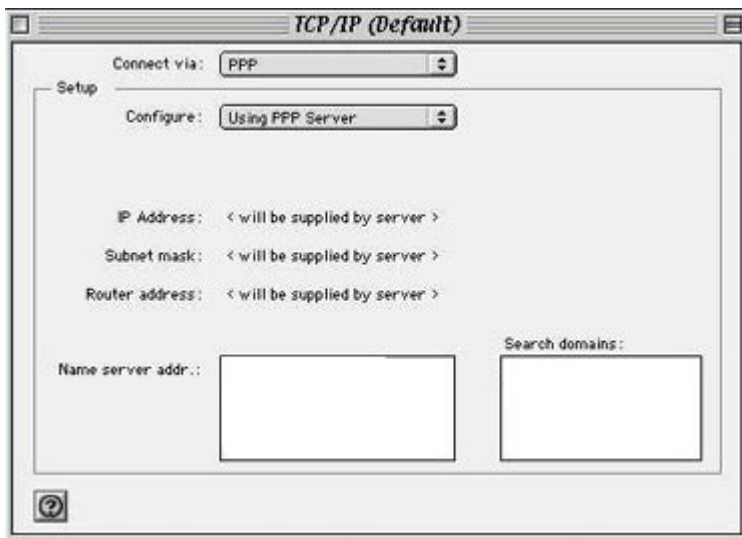 TCP/IP (Default)
Connect via: PPP
Setup
Configure: Using PPP Server
IP Address: < will be supplied by server >
Subnet mask: < will be supplied by server >
Router address: < will be supplied by server >
Search domains:
Name server addr.:
?